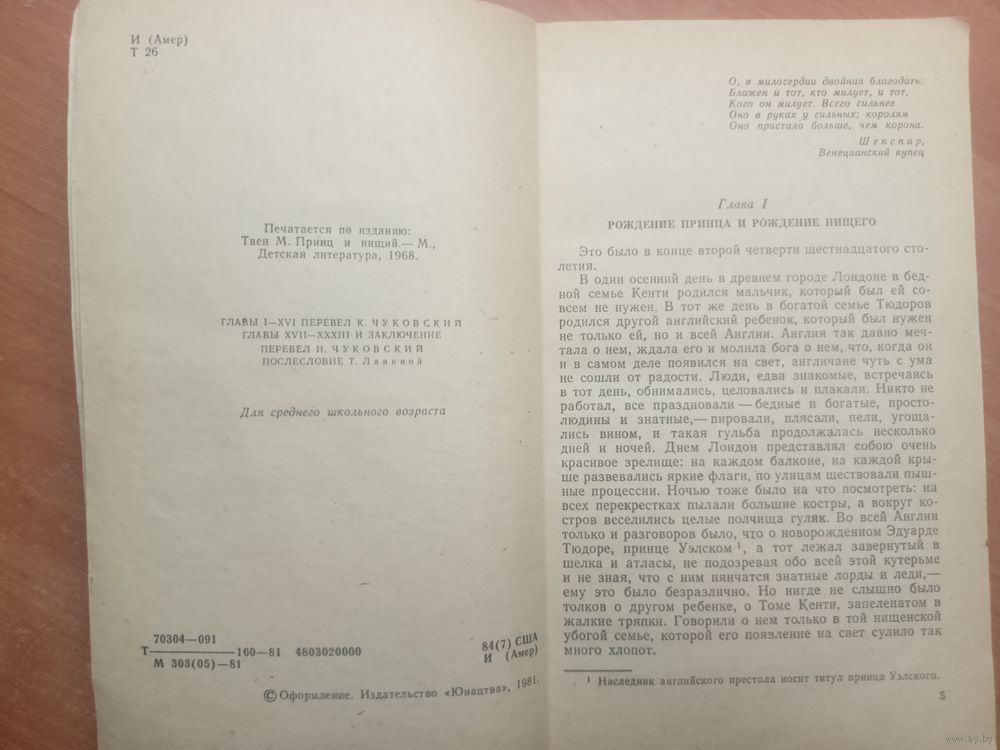 И (Амер)
Т 26
Печатается по изданию:
Твен М. Принц и нищий.— М.,
Детская литература, 1968.
ГЛАВЫ I—XVI ПЕРЕВЕЛ К. ЧУКОВСКИЙ
ГЛАВЫ XVII—XXXIII И ЗАКЛЮЧЕНИЕ
ПЕРЕВЕЛ Н. ЧУКОВСКИЙ
ПОСЛЕСЛОВИЕ Т. Ланиной
Для среднего школьного возраста
70304—091
Т————160—81 4803020000
М 303(05)—81
84(7) США
И (Амер)
© Оформление. Издательство «Юнацтва», 1981.
О, в милосердии двойная благодать:
Блажен и тот, кто милует, и тот,
Кого он милует. Всего сильнее
Оно в руках у сильных; королям
Оно пристало больше, чем корона.
Шекспир,
Венецианский купец
Глава I
РОЖДЕНИЕ ПРИНЦА И РОЖДЕНИЕ НИЩЕГО
Это было в конце второй четверти шестнадцатого сто-
летия.
В один осенний день в древнем городе Лондоне в бед-
ной семье Кенти родился мальчик, который был ей со-
всем не нужен. В тот же день в богатой семье Тюдоров
родился другой английский ребенок, который был нужен
не только ей, но и всей Англии. Англия так давно меч-
тала о нем, ждала его и молила бога о нем, что, когда он
и в самом деле появился на свет, англичане чуть с ума
не сошли от радости. Люди, едва знакомые, встречаясь
в тот день, обнимались, целовались и плакали. Никто не
работал, все праздновали — бедные и богатые, просто-
людины и знатные,— пировали, плясали, пели, угоща-
лись вином, и такая гульба продолжалась несколько
дней и ночей. Днем Лондон представлял собою очень
красивое зрелище: на каждом балконе, на каждой кры-
ше развевались яркие флаги, по улицам шествовали пыш-
ные процессии. Ночью тоже было на что посмотреть: на
всех перекрестках пылали большие костры, а вокруг ко-
стров веселились целые полчища гуляк. Во всей Англии
только и разговоров было, что о новорожденном Эдуарде
Тюдоре, принце Уэлском ¹, а тот лежал завернутый в
шелка и атласы, не подозревая обо всей этой кутерьме
и не зная, что с ним нянчатся знатные лорды и леди,—
ему это было безразлично. Но нигде не слышно было
толков о другом ребенке, о Томе Кенти, запеленатом в
жалкие тряпки. Говорили о нем только в той нищенской
убогой семье, которой его появление на свет сулило так
много хлопот.
¹ Наследник английского престола носит титул принца Уэлского.
5
www.ay.by